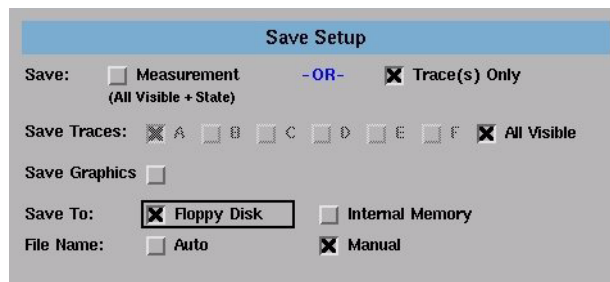 Save Setup
Save: Measurement -OR- Trace(s) Only
(All Visible + State)
Save Traces: A B C D E F All Visible
Save Graphics
Save To: Floppy Disk Internal Memory
File Name: Auto Manual